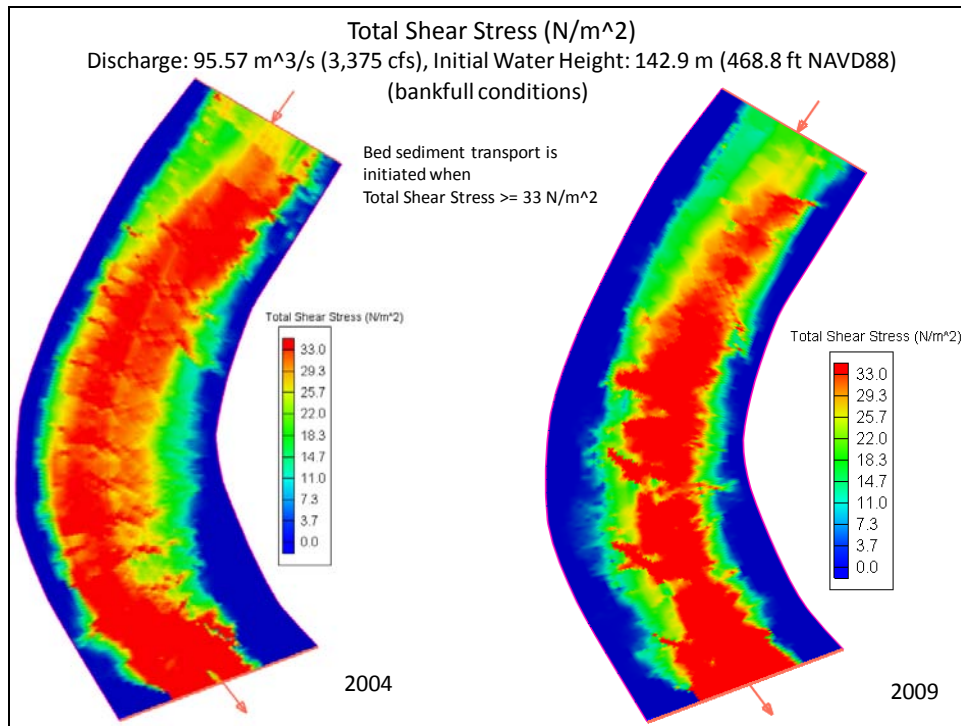 Total Shear Stress (N/m^2)
Discharge: 95.57 m^3/s (3,375 cfs), Initial Water Height: 142.9 m (468.8 ft NAVD88)
(bankfull conditions)
Bed sediment transport is
initiated when
Total Shear Stress >= 33 N/m^2
Total Shear Stress (N/m^2)
33.0
29.3
25.7
22.0
18.3
14.7
11.0
7.3
3.7
0.0
2004
Total Shear Stress (N/m^2)
33.0
29.3
25.7
22.0
18.3
14.7
11.0
7.3
3.7
0.0
2009